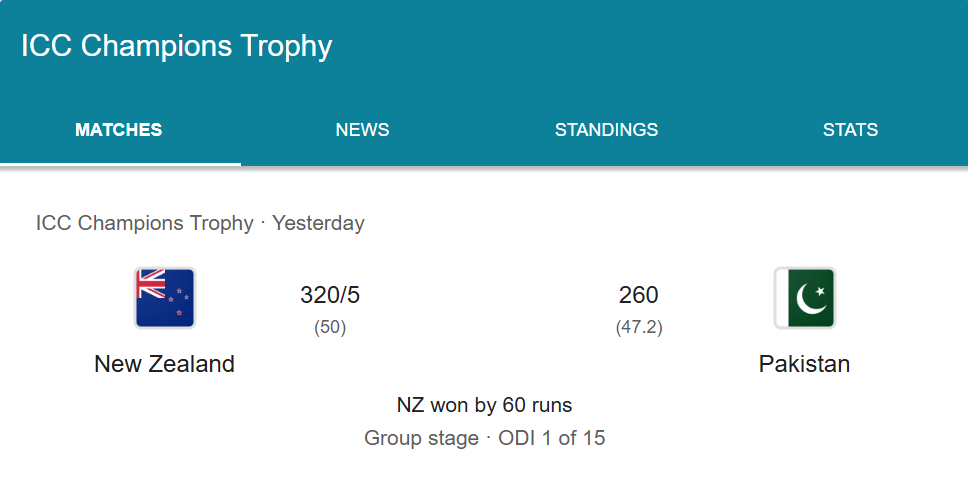 ICC Champions Trophy
MATCHES NEWS STANDINGS STATS
ICC Champions Trophy · Yesterday
320/5 260
(50) (47.2)
New Zealand Pakistan
NZ won by 60 runs
Group stage · ODI 1 of 15